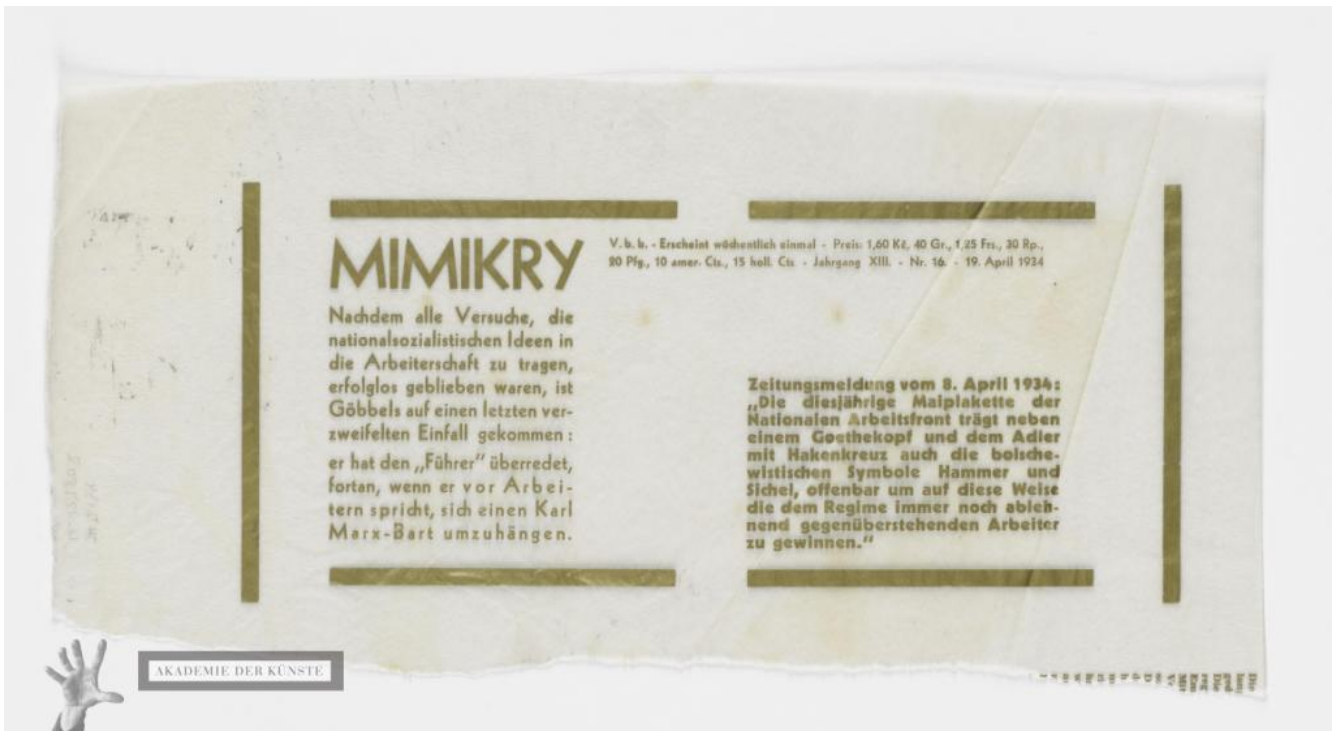 MIMIKRY
V. b. b. - Erscheint wöchentlich einmal - Preis: 1,60 Kč, 40 Gr., 1,25 Frs., 30 Rp.,
20 Pfg., 10 amer. Cts., 15 holl. Cts. - Jahrgang XIII. - Nr. 16. - 19. April 1934
Nachdem alle Versuche, die
nationalsozialistischen Ideen in
die Arbeiterschaft zu tragen,
erfolglos geblieben waren, ist
Göbbels auf einen letzten ver-
zweifelten Einfall gekommen:
er hat den „Führer" überredet,
fortan, wenn er vor Arbei-
tern spricht, sich einen Karl
Marx-Bart umzuhängen.
Zeitungsmeldung vom 8. April 1934:
„Die diesjährige Maiplakette der
Nationalen Arbeitsfront trägt neben
einem Goethekopf und dem Adler
mit Hakenkreuz auch die bolsche-
wistischen Symbole Hammer und
Sichel, offenbar um auf diese Weise
die dem Regime immer noch ableh-
nend gegenüberstehenden Arbeiter
zu gewinnen."
AKADEMIE DER KÜNSTE